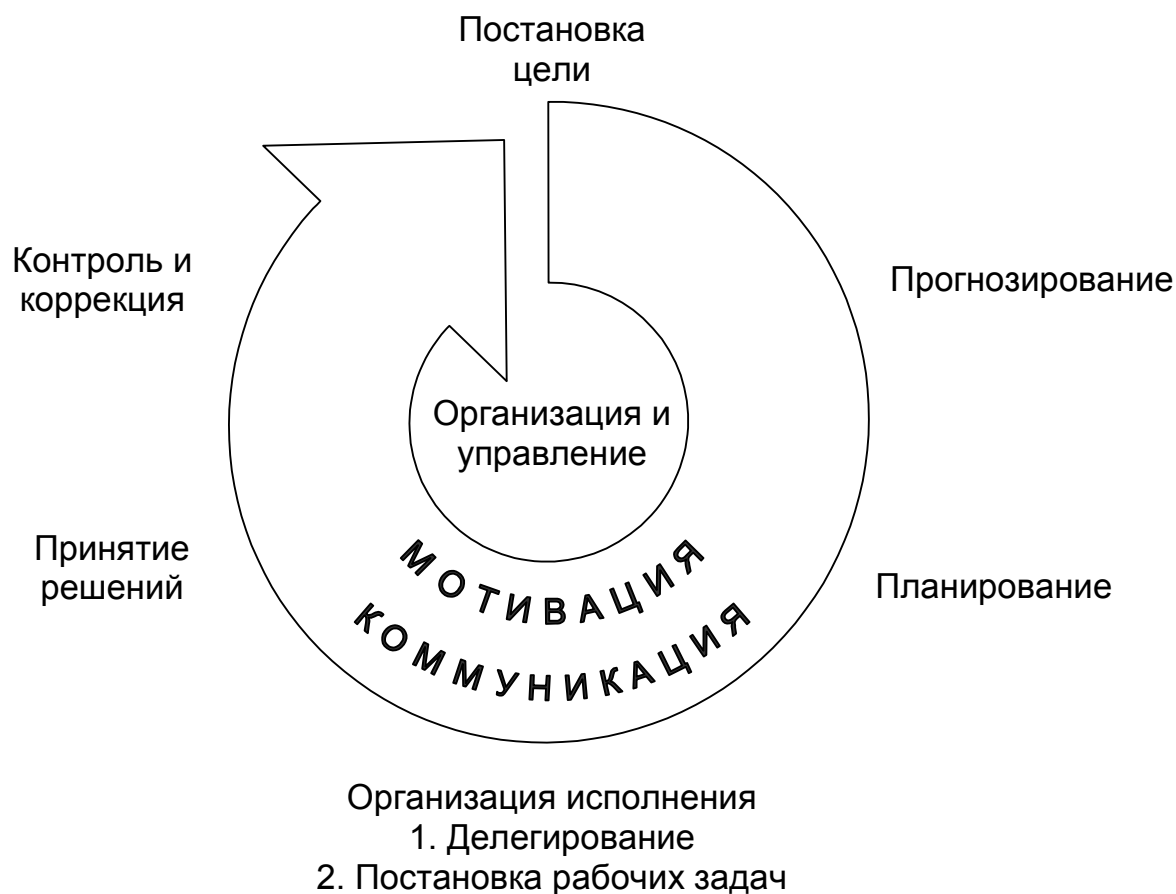 Постановка
цели
Прогнозирование
Планирование
Организация исполнения
1. Делегирование
2. Постановка рабочих задач
Принятие
решений
Контроль и
коррекция
Организация и
управление
МОТИВАЦИЯ
КОММУНИКАЦИЯ